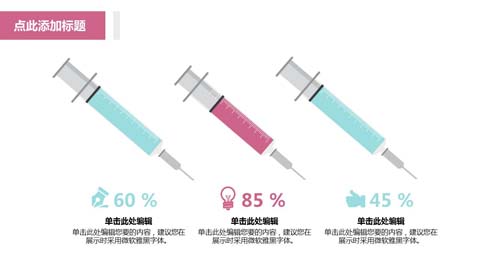 点此添加标题
60 %
85 %
45 %
单击此处编辑
单击此处编辑您要的内容，建议您在
展示时采用微软雅黑字体。
单击此处编辑
单击此处编辑您要的内容，建议您在
展示时采用微软雅黑字体。
单击此处编辑
单击此处编辑您要的内容，建议您在
展示时采用微软雅黑字体。